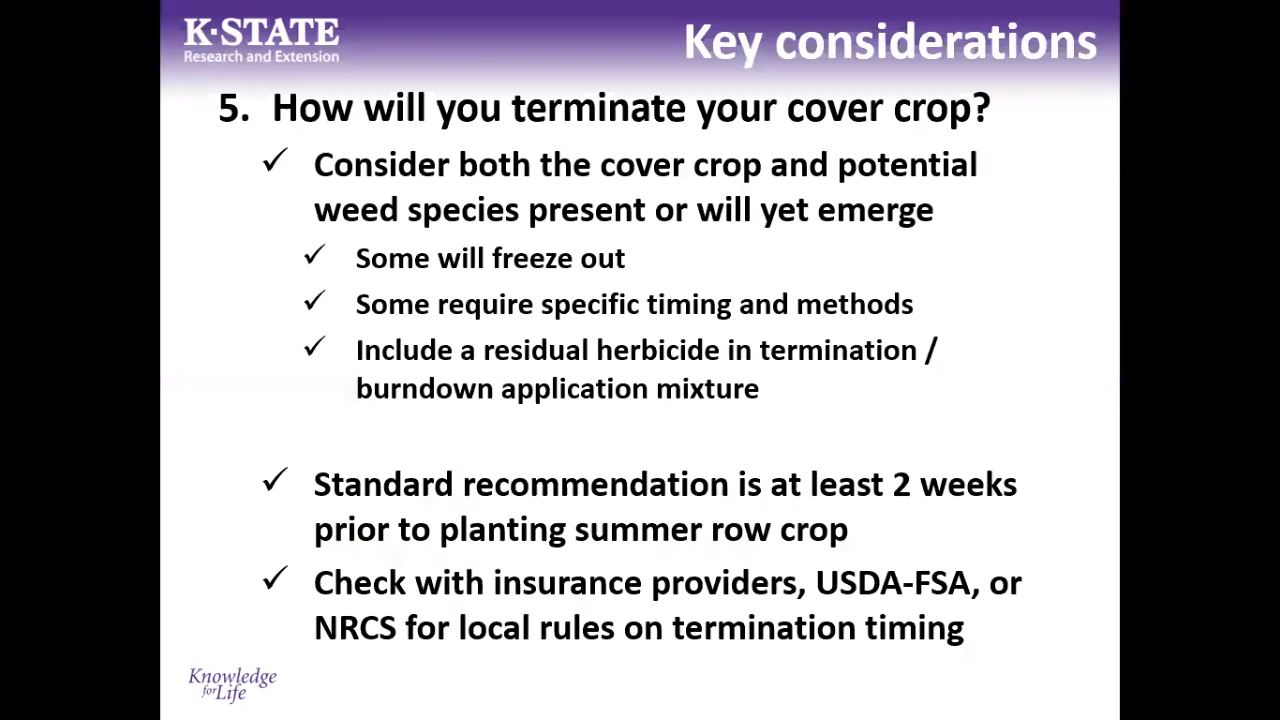 K·STATE
Research and Extension
Key considerations
5. How will you terminate your cover crop?
✓ Consider both the cover crop and potential
weed species present or will yet emerge
✓ Some will freeze out
✓ Some require specific timing and methods
✓ Include a residual herbicide in termination /
burndown application mixture
✓ Standard recommendation is at least 2 weeks
prior to planting summer row crop
✓ Check with insurance providers, USDA-FSA, or
NRCS for local rules on termination timing
Knowledge
for Life